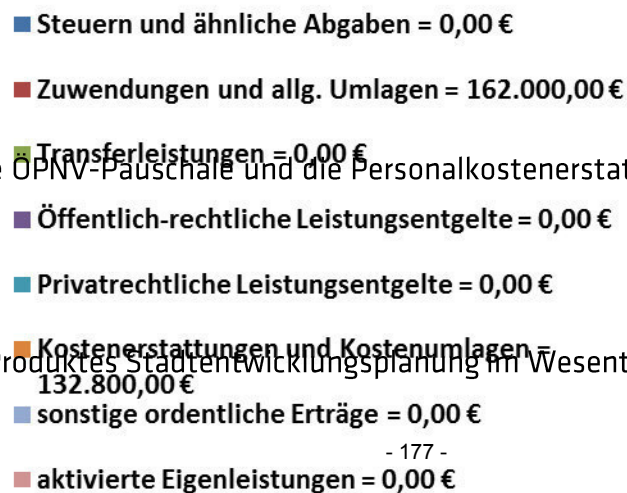 Steuern und ähnliche Abgaben = 0,00 €
Zuwendungen und allg. Umlagen = 162.000,00 €
Transferleistungen = 0,00 €
e ÖPNV-Pauschale und die Personalkostenerstat
Öffentlich-rechtliche Leistungsentgelte = 0,00 €
Privatrechtliche Leistungsentgelte = 0,00 €
Kostenerstattungen und Kostenumlagen =
roduktes Stadtentwicklungsplanung im Wesent
132.800,00 €
sonstige ordentliche Erträge = 0,00 €
- 177 -
aktivierte Eigenleistungen = 0,00 €